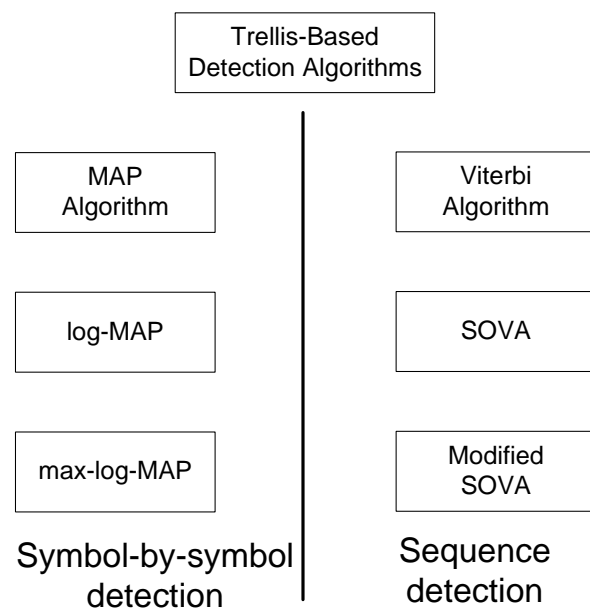 Trellis-Based
Detection Algorithms
MAP
Algorithm
Viterbi
Algorithm
log-MAP
SOVA
max-log-MAP
Modified
SOVA
Symbol-by-symbol
detection
Sequence
detection